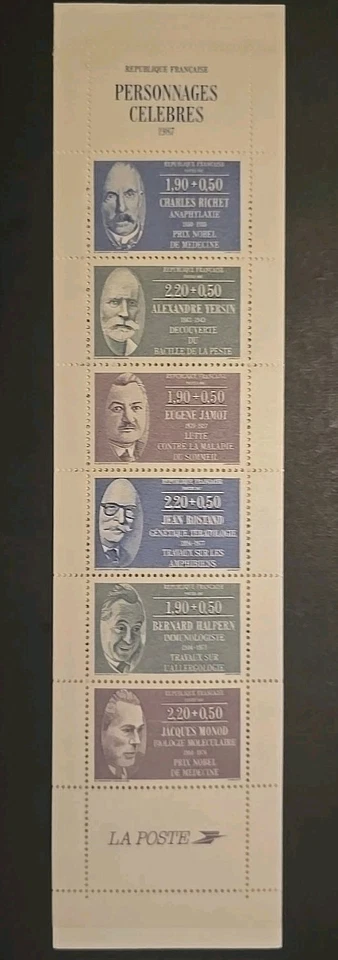 REPUBLIQUE FRANÇAISE
PERSONNAGES
CELEBRES
1987
REPUBLIQUE FRANÇAISE
1,90+0,50
CHARLES RICHET
ANAPHYLAXIE
PRIX NOBEL
DE MEDECINE
REPUBLIQUE FRANÇAISE
2,20+0,50
ALEXANDRE YERSIN
DECOUVERTE
DU
BACILLE DE LA PESTE
REPUBLIQUE FRANÇAISE
1,90+0,50
EUGENE JAMOT
LUTTE
CONTRE LA MALADIE
DU SOMMEIL
REPUBLIQUE FRANÇAISE
2,20+0,50
JEAN ROSTAND
GENETIQUE TERATOLOGIE
TRAVAUX SUR LES
AMPHIBIENS
REPUBLIQUE FRANÇAISE
1,90+0,50
BERNARD HALPERN
IMMUNOLOGISTE
TRAVAUX SUR
L'ALLERGOLOGIE
REPUBLIQUE FRANÇAISE
2,20+0,50
JACQUES MONOD
BIOLOGIE MOLECULAIRE
PRIX NOBEL
DE MEDECINE
LA POSTE